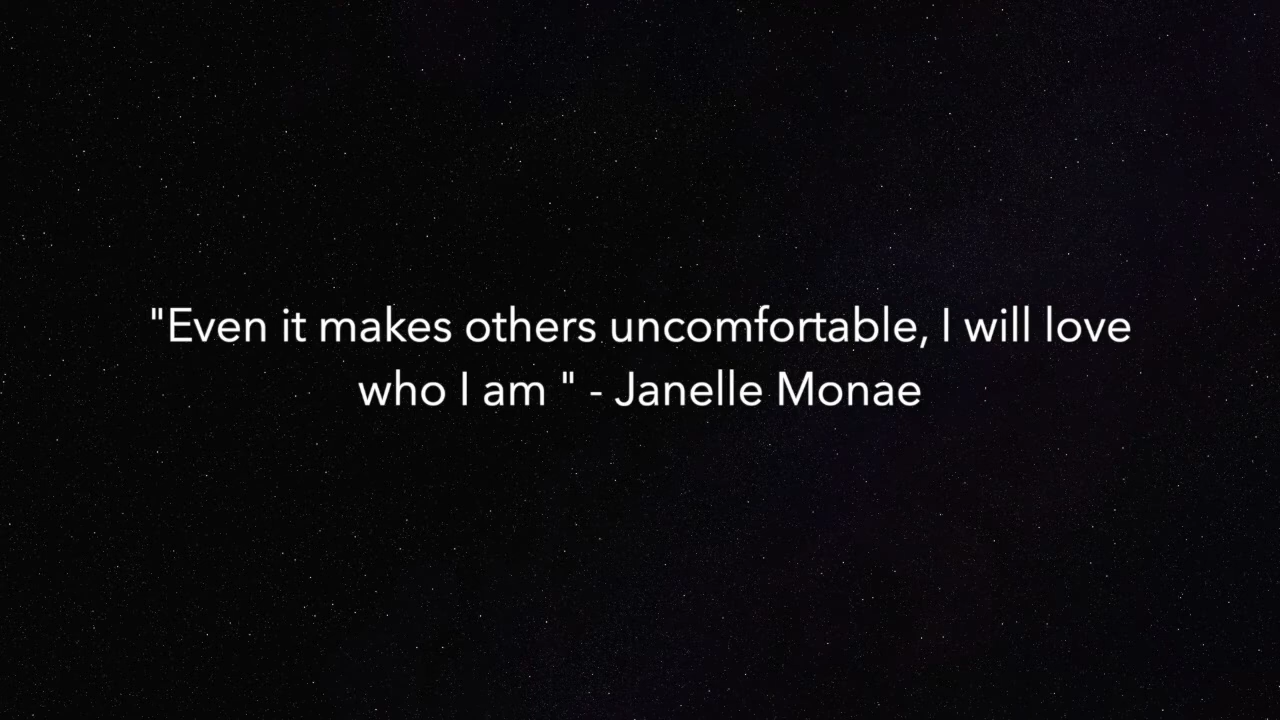 "Even it makes others uncomfortable, I will love
who I am " - Janelle Monae